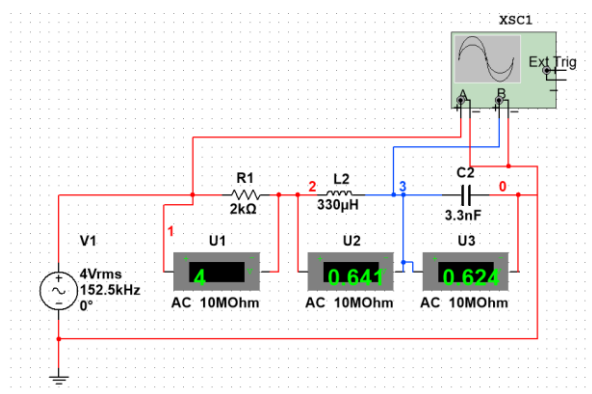 XSC1
Ext Trig
A
B
R1
2kΩ
2
L2
330µH
3
C2
3.3nF
0
1
V1
4Vrms
152.5kHz
0°
U1
4
AC 10MOhm
U2
0.641
AC 10MOhm
U3
0.624
AC 10MOhm